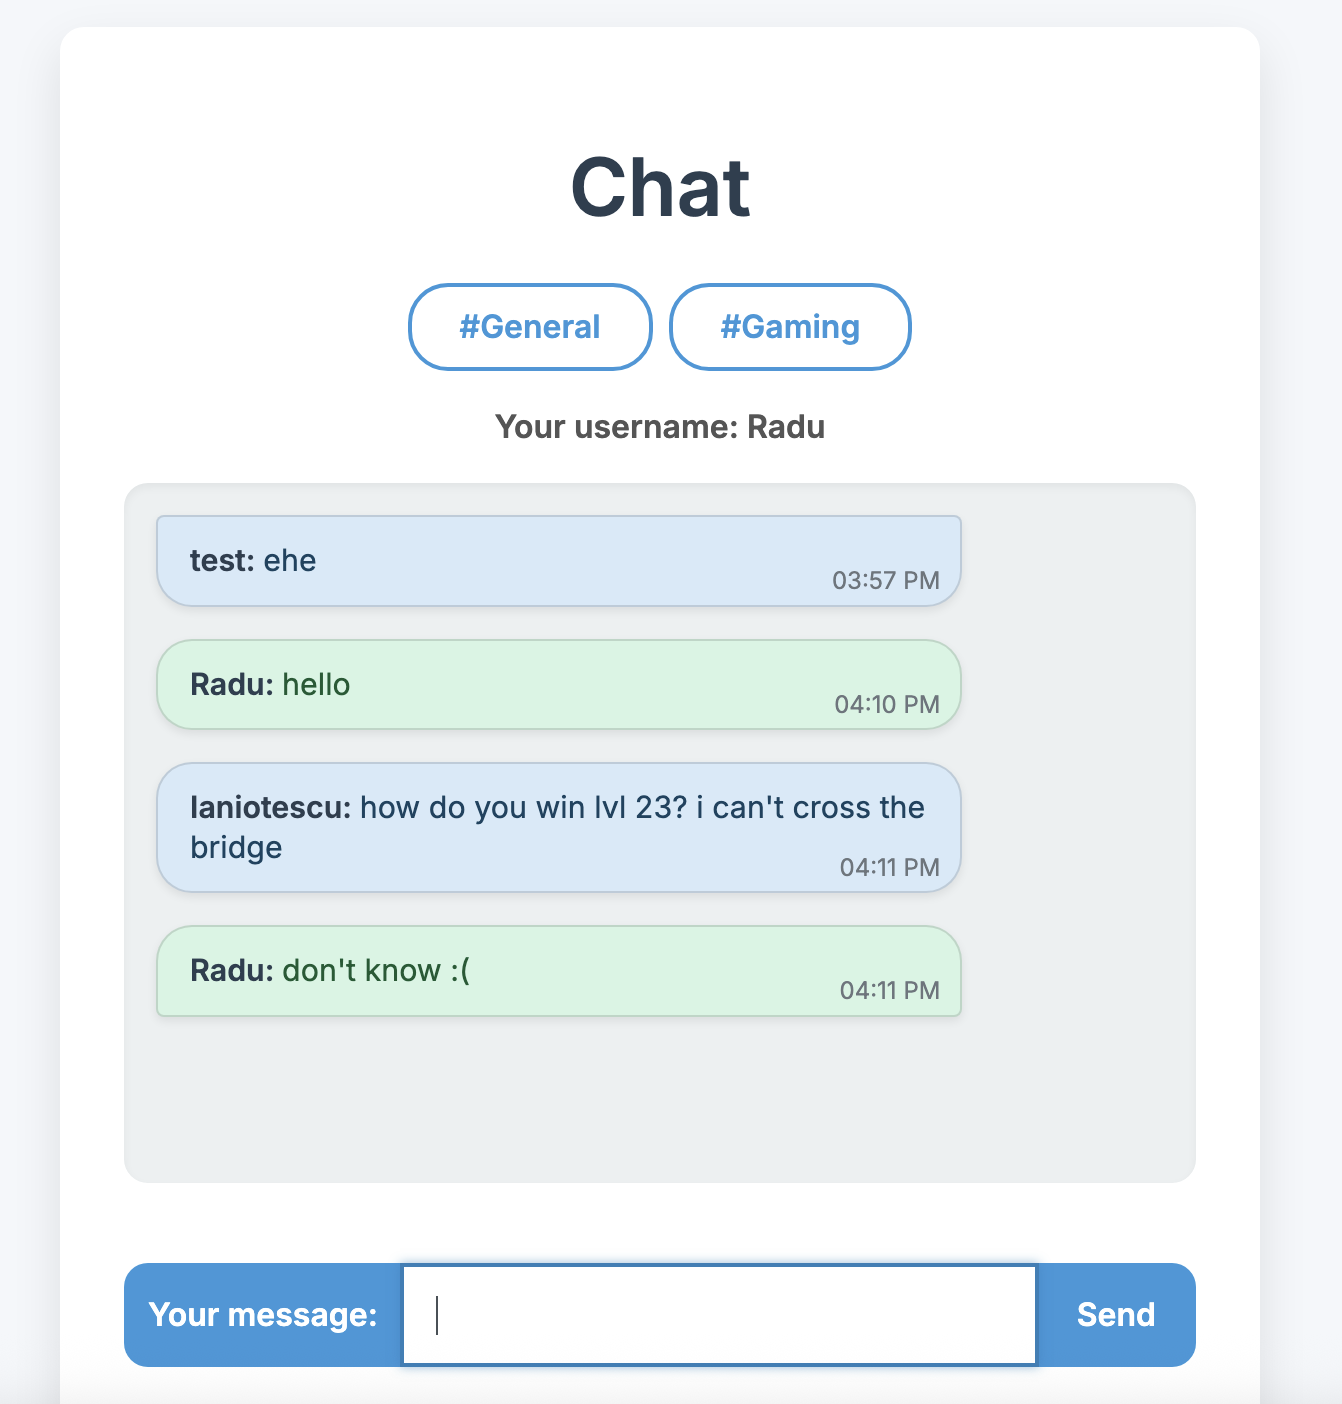 Chat
#General
#Gaming
Your username: Radu
test: ehe
03:57 PM
Radu: hello
04:10 PM
laniotescu: how do you win lvl 23? i can't cross the
bridge
04:11 PM
Radu: don't know :(
04:11 PM
Your message:
Send